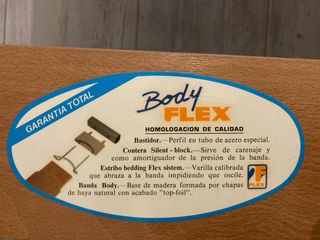 GARANTIA TOTAL
Body
FLEX
HOMOLOGACION DE CALIDAD
Bastidor.—Perfil en tubo de acero especial.
Contera Silent-block.—Sirve de carenaje y
como amortiguador de la presión de la banda.
Estribo bedding Flex sistem.—Varilla calibrada
que abraza a la banda impidiendo que oscile.
Banda Body.—Base de madera formada por chapas
de haya natural con acabado "top-foil".
FLEX